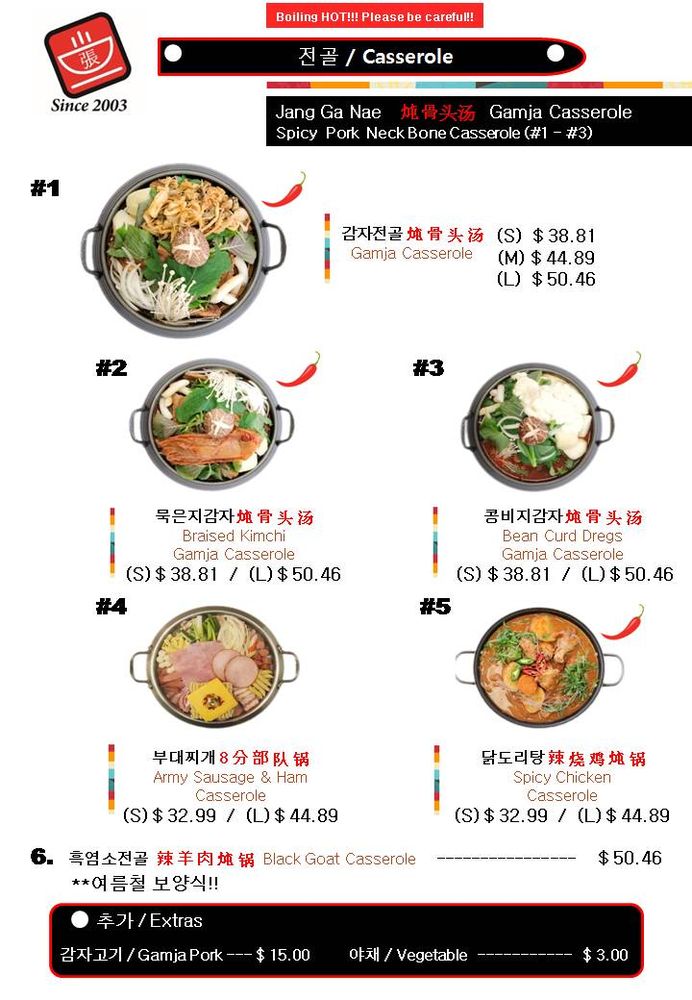 Boiling HOT!!! Please be careful!!
張
Since 2003
전골 / Casserole
Jang Ga Nae 炖骨头汤 Gamja Casserole
Spicy Pork Neck Bone Casserole (#1 - #3)
#1
감자전골 炖骨头汤 (S) $ 38.81
Gamja Casserole (M) $ 44.89
(L) $ 50.46
#2
묵은지감자 炖骨头汤
Braised Kimchi
Gamja Casserole
(S) $ 38.81 / (L) $ 50.46
#3
콩비지감자 炖骨头汤
Bean Curd Dregs
Gamja Casserole
(S) $ 38.81 / (L) $ 50.46
#4
부대찌개 8分部队锅
Army Sausage & Ham
Casserole
(S) $ 32.99 / (L) $ 44.89
#5
닭도리탕 辣烧鸡炖锅
Spicy Chicken
Casserole
(S) $ 32.99 / (L) $ 44.89
6. 흑염소전골 辣羊肉炖锅 Black Goat Casserole ---------------- $ 50.46
**여름철 보양식!!
● 추가 / Extras
감자고기 / Gamja Pork --- $ 15.00 야채 / Vegetable ----------- $ 3.00